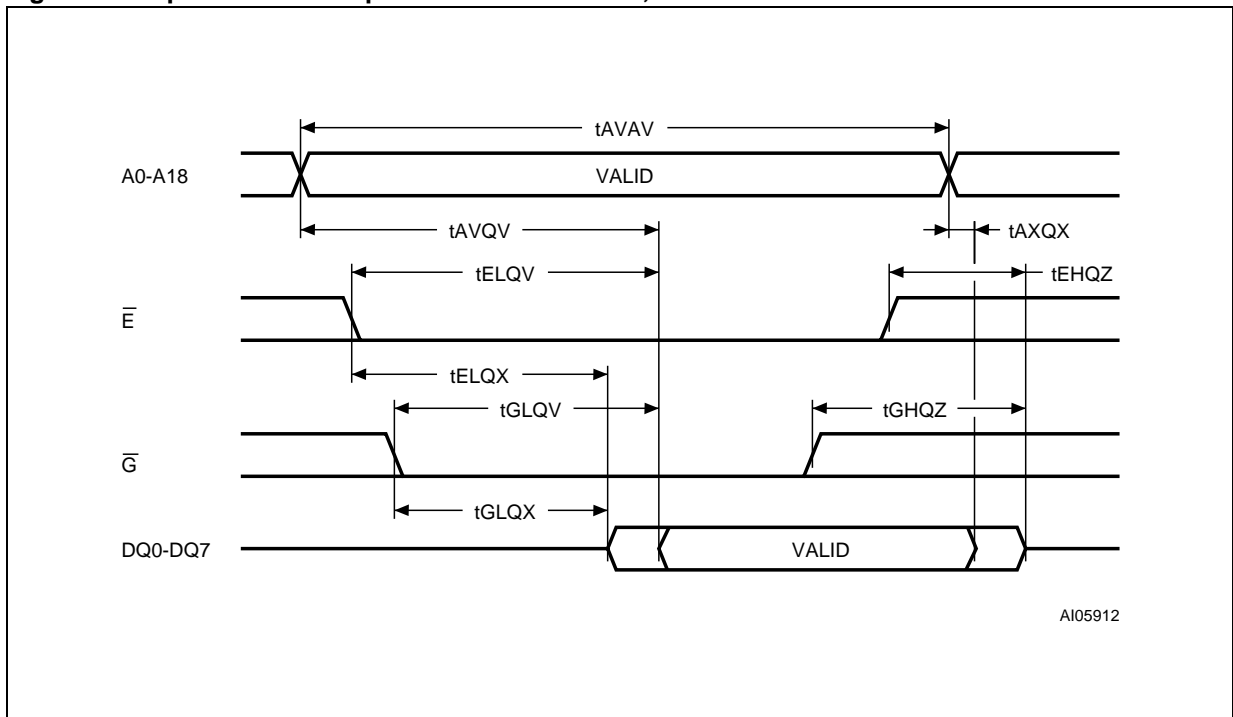 tAVAV
A0-A18 VALID
tAVQV tAXQX
tELQV tEHQZ
E̅
tELQX
tGLQV tGHQZ
G̅
tGLQX
DQ0-DQ7 VALID
AI05912